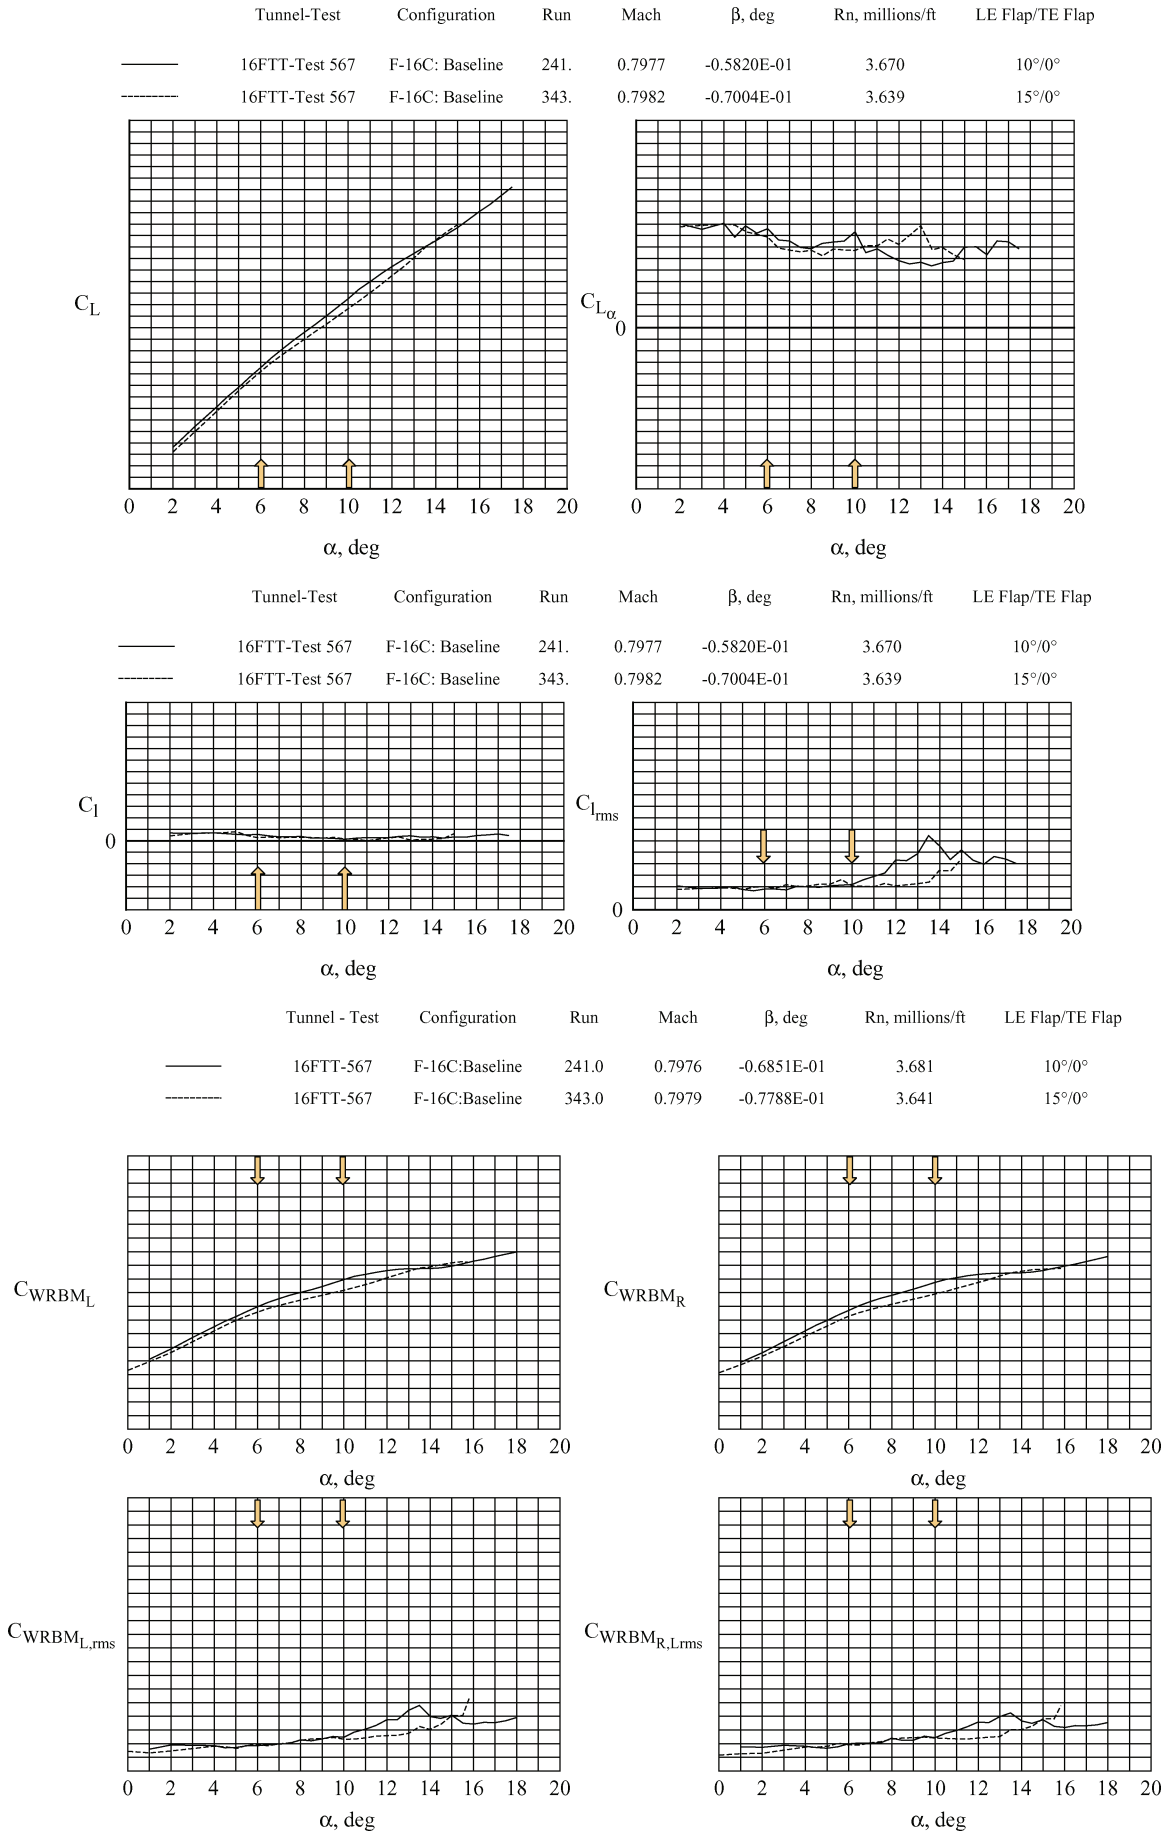 Tunnel-Test Configuration Run Mach β, deg Rn, millions/ft LE Flap/TE Flap
16FTT-Test 567 F-16C: Baseline 241. 0.7977 -0.5820E-01 3.670 10°/0°
16FTT-Test 567 F-16C: Baseline 343. 0.7982 -0.7004E-01 3.639 15°/0°
C_L
0 2 4 6 8 10 12 14 16 18 20
α, deg
C_Lα
0
0 2 4 6 8 10 12 14 16 18 20
α, deg
Tunnel-Test Configuration Run Mach β, deg Rn, millions/ft LE Flap/TE Flap
16FTT-Test 567 F-16C: Baseline 241. 0.7977 -0.5820E-01 3.670 10°/0°
16FTT-Test 567 F-16C: Baseline 343. 0.7982 -0.7004E-01 3.639 15°/0°
C_l
0
0 2 4 6 8 10 12 14 16 18 20
α, deg
C_lrms
0
0 2 4 6 8 10 12 14 16 18 20
α, deg
Tunnel - Test Configuration Run Mach β, deg Rn, millions/ft LE Flap/TE Flap
16FTT-567 F-16C:Baseline 241.0 0.7976 -0.6851E-01 3.681 10°/0°
16FTT-567 F-16C:Baseline 343.0 0.7979 -0.7788E-01 3.641 15°/0°
C_WRBM_L
0 2 4 6 8 10 12 14 16 18 20
α, deg
C_WRBM_R
0 2 4 6 8 10 12 14 16 18 20
α, deg
C_WRBM_L,rms
0 2 4 6 8 10 12 14 16 18 20
α, deg
C_WRBM_R,Lrms
0 2 4 6 8 10 12 14 16 18 20
α, deg